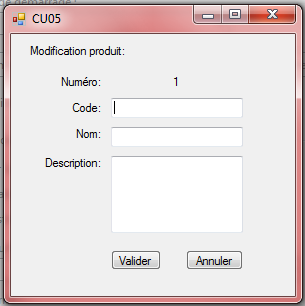 CU05
Modification produit:
Numéro: 1
Code:
Nom:
Description:
Valider Annuler